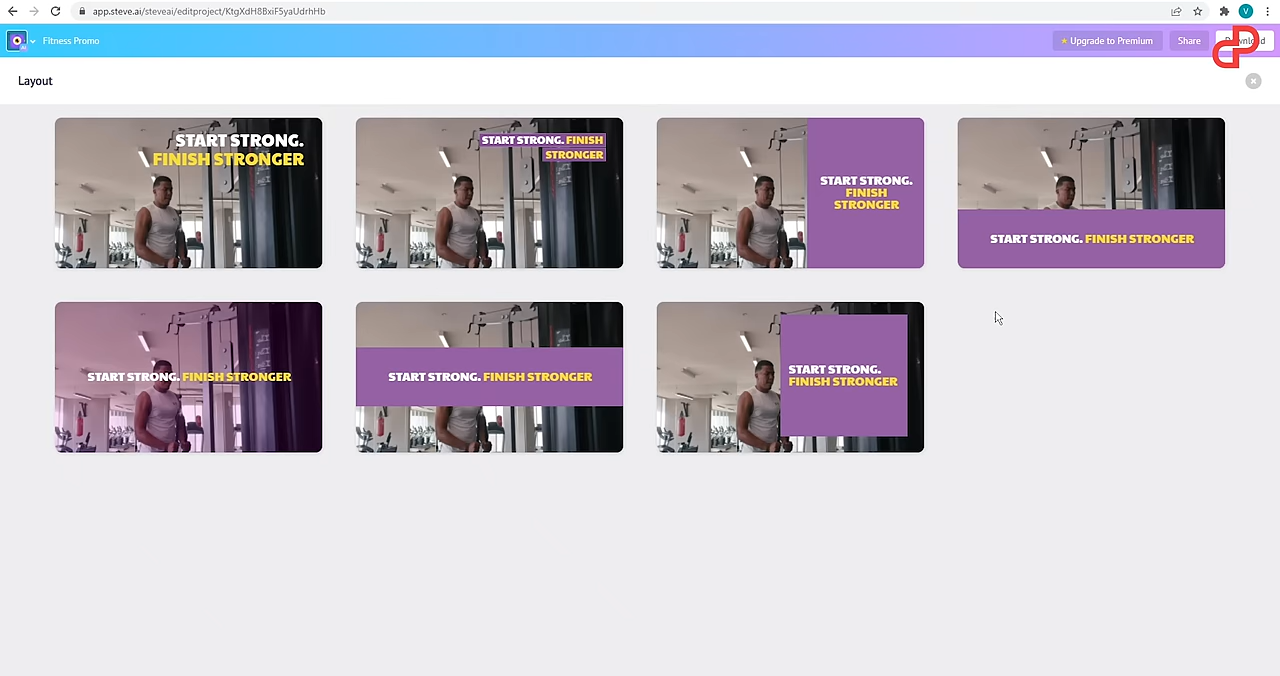 app.steve.ai/steveai/editproject/KtgXdH8BxiF5yaUdrhHb
V
AI
Fitness Promo
Upgrade to Premium
Share
Layout
START STRONG.
FINISH STRONGER
START STRONG. FINISH
STRONGER
START STRONG.
FINISH
STRONGER
START STRONG. FINISH STRONGER
START STRONG. FINISH STRONGER
START STRONG. FINISH STRONGER
START STRONG.
FINISH STRONGER